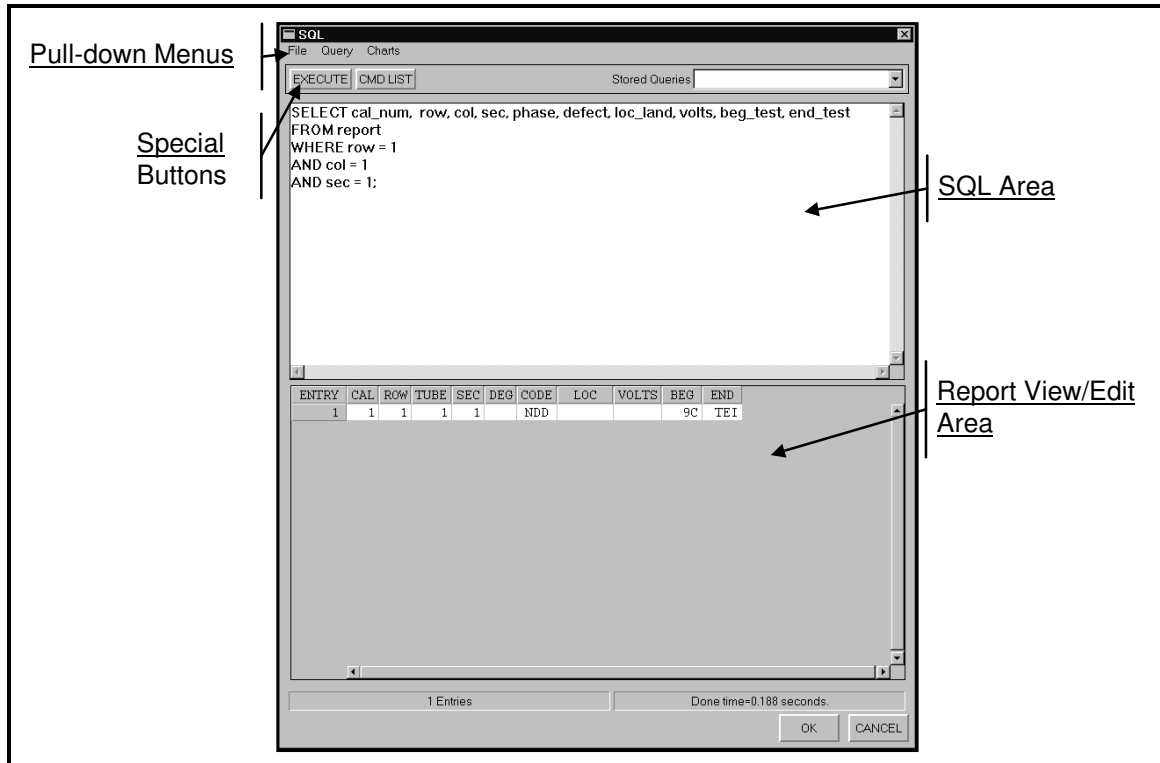 SQL
Pull-down Menus
File Query Charts
EXECUTE CMD LIST Stored Queries
SELECT cal_num, row, col, sec, phase, defect, loc_land, volts, beg_test, end_test
FROM report
WHERE row = 1
AND col = 1
AND sec = 1;
Special
Buttons
SQL Area
ENTRY CAL ROW TUBE SEC DEG CODE LOC VOLTS BEG END
1 1 1 1 1 NDD 9C TEI
Report View/Edit
Area
1 Entries Done time=0.188 seconds.
OK CANCEL